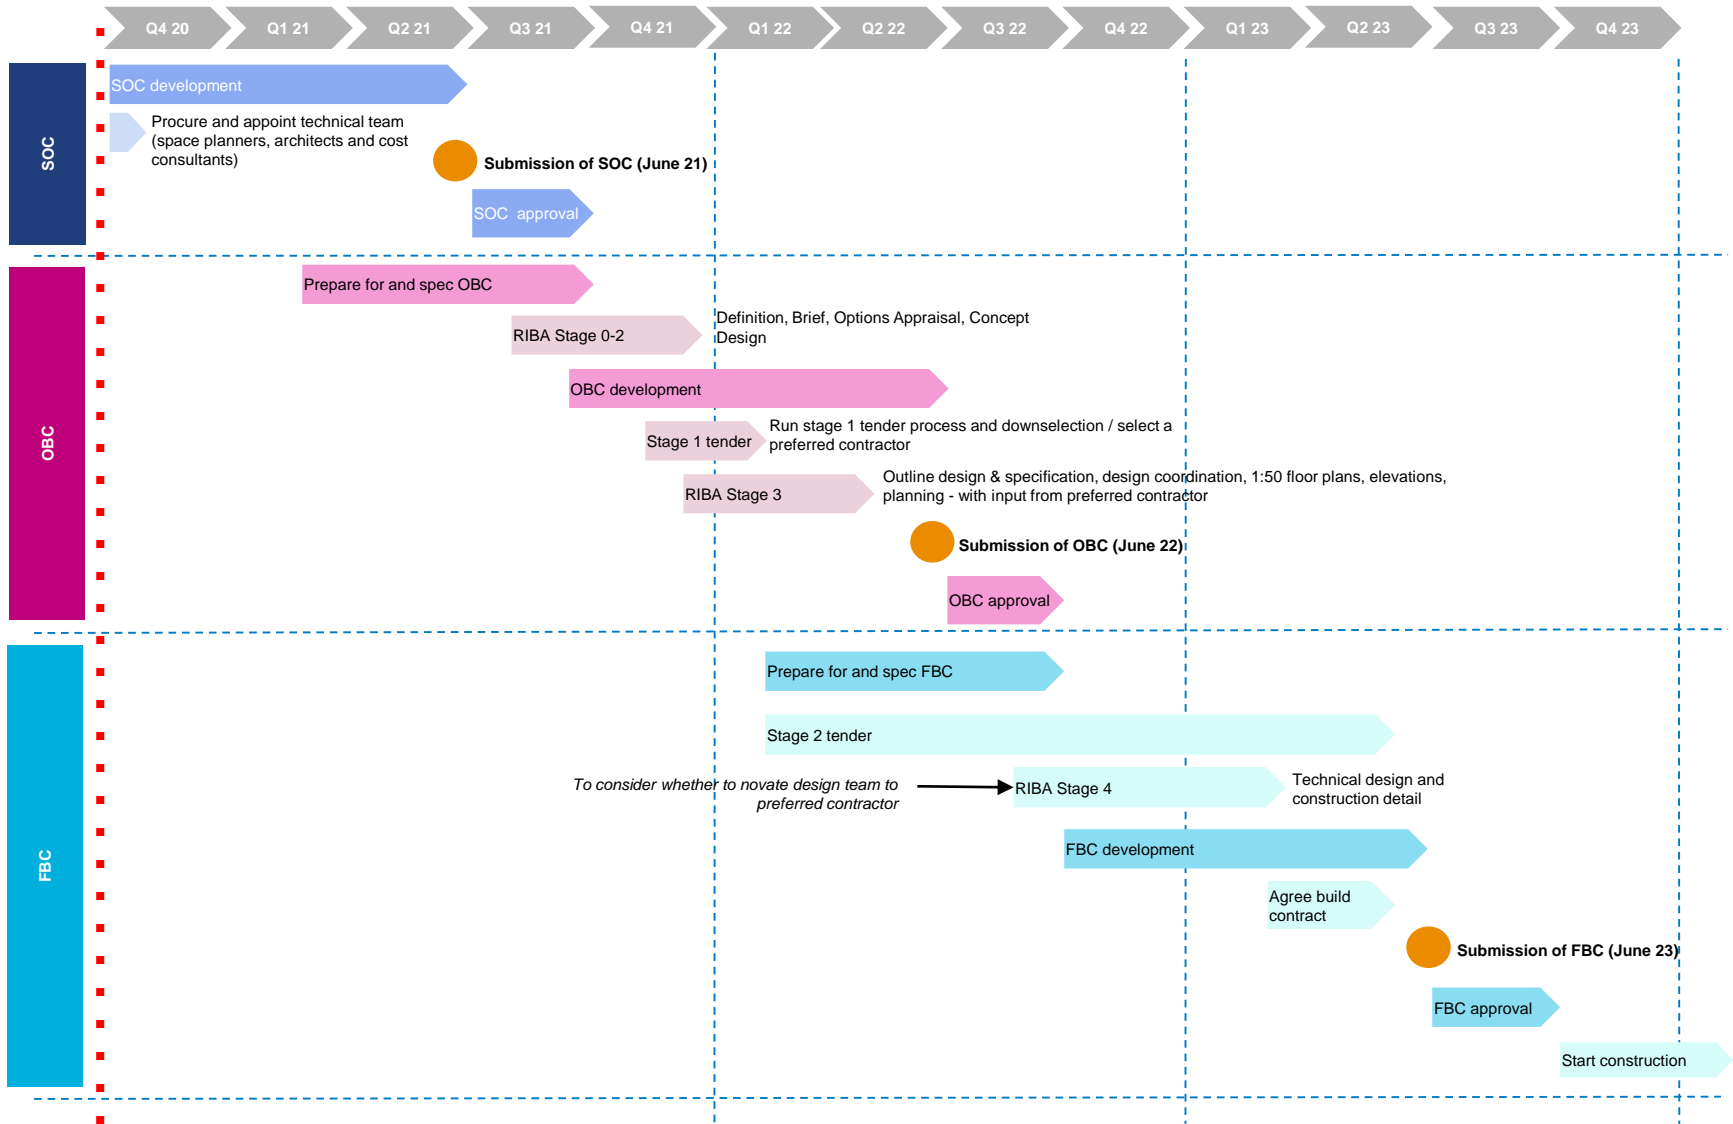 Q4 20
Q1 21
Q2 21
Q3 21
Q4 21
Q1 22
Q2 22
Q3 22
Q4 22
Q1 23
Q2 23
Q3 23
Q4 23
SOC
SOC development
Procure and appoint technical team
(space planners, architects and cost
consultants)
Submission of SOC (June 21)
SOC  approval
OBC
Prepare for and spec OBC
RIBA Stage 0-2
Definition, Brief, Options Appraisal, Concept
Design
OBC development
Stage 1 tender
Run stage 1 tender process and downselection / select a
preferred contractor
RIBA Stage 3
Outline design & specification, design coordination, 1:50 floor plans, elevations,
planning - with input from preferred contractor
Submission of OBC (June 22)
OBC approval
FBC
Prepare for and spec FBC
Stage 2 tender
To consider whether to novate design team to
preferred contractor
RIBA Stage 4
Technical design and
construction detail
FBC development
Agree build
contract
Submission of FBC (June 23)
FBC approval
Start construction